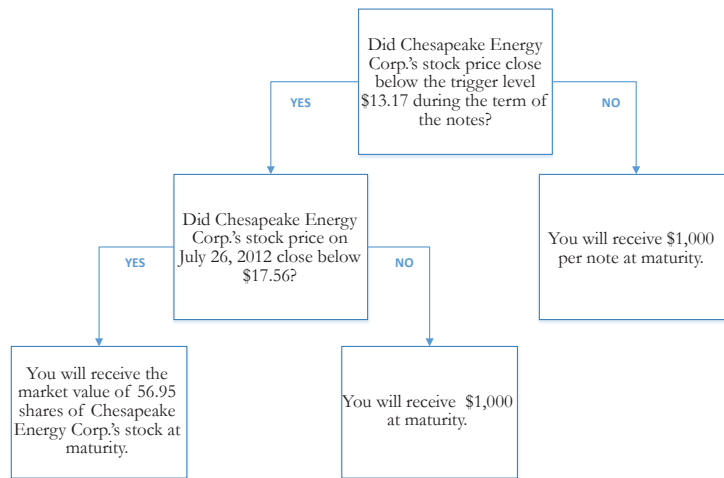 Did Chesapeake Energy
Corp.'s stock price close
below the trigger level
$13.17 during the term of
the notes?
YES
NO
Did Chesapeake Energy
Corp.'s stock price on
July 26, 2012 close below
$17.56?
You will receive $1,000
per note at maturity.
YES
NO
You will receive the
market value of 56.95
shares of Chesapeake
Energy Corp.'s stock at
maturity.
You will receive $1,000
at maturity.